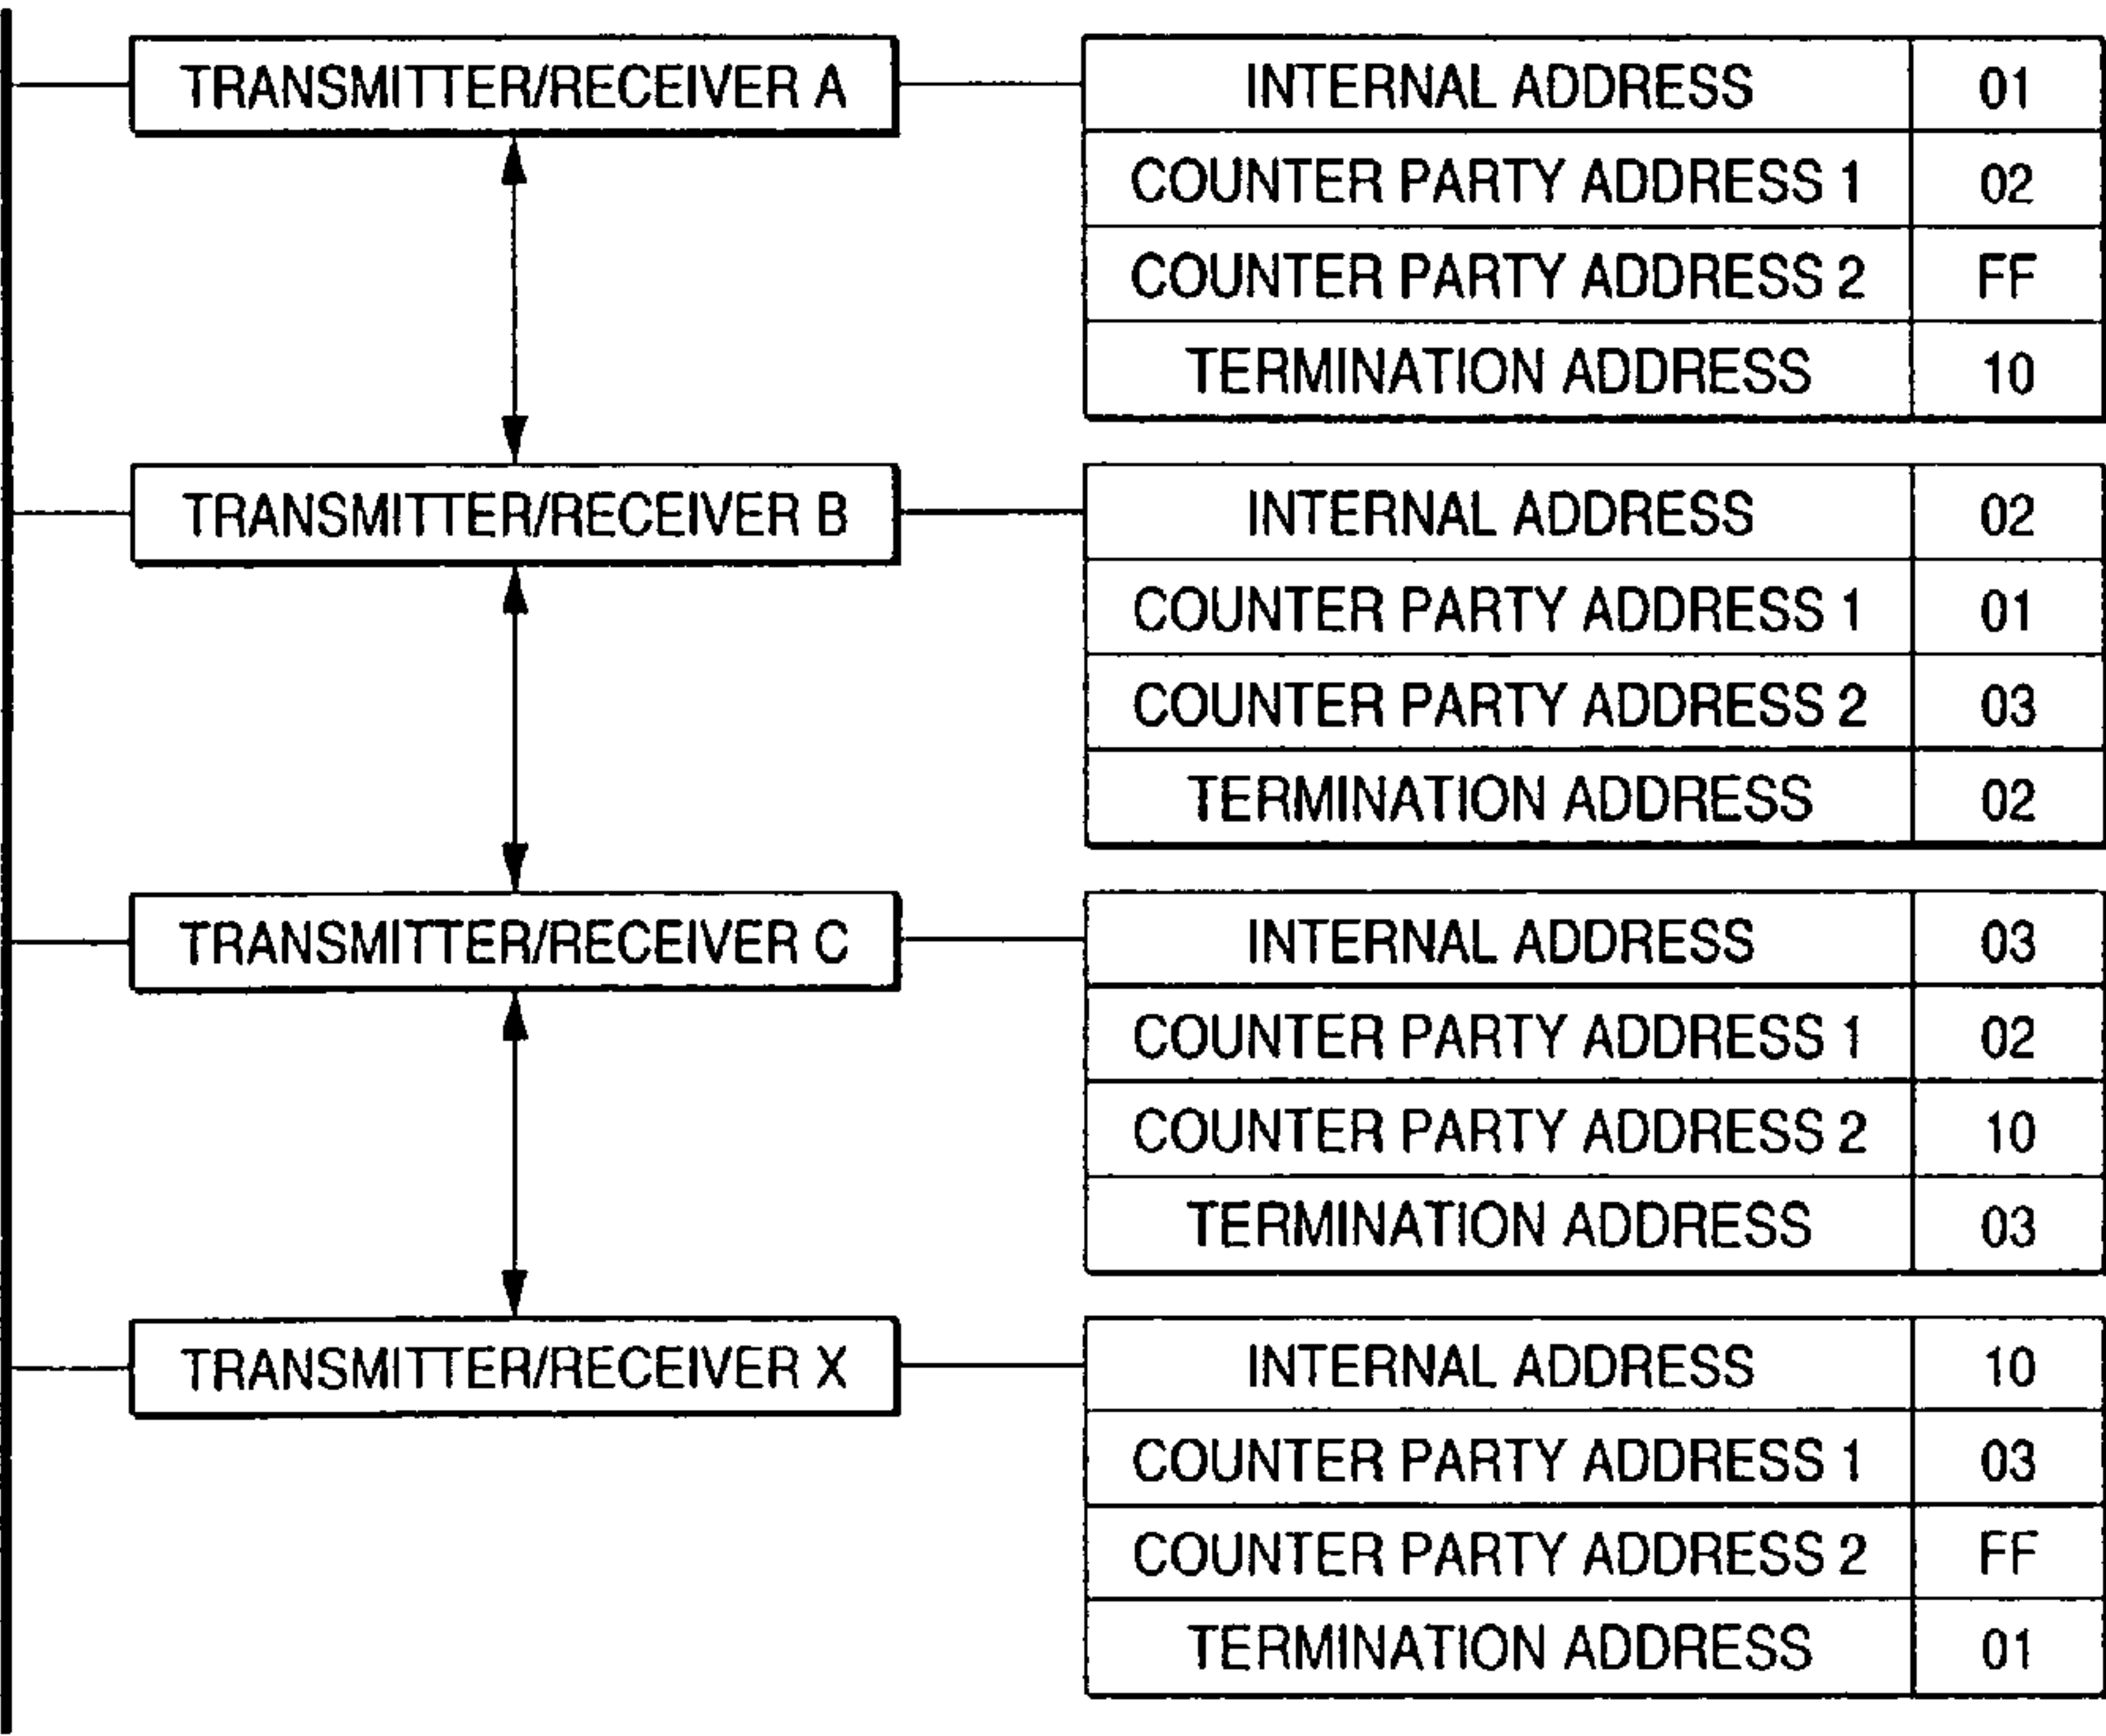 TRANSMITTER/RECEIVER A
INTERNAL ADDRESS 01
COUNTER PARTY ADDRESS 1 02
COUNTER PARTY ADDRESS 2 FF
TERMINATION ADDRESS 10
TRANSMITTER/RECEIVER B
INTERNAL ADDRESS 02
COUNTER PARTY ADDRESS 1 01
COUNTER PARTY ADDRESS 2 03
TERMINATION ADDRESS 02
TRANSMITTER/RECEIVER C
INTERNAL ADDRESS 03
COUNTER PARTY ADDRESS 1 02
COUNTER PARTY ADDRESS 2 10
TERMINATION ADDRESS 03
TRANSMITTER/RECEIVER X
INTERNAL ADDRESS 10
COUNTER PARTY ADDRESS 1 03
COUNTER PARTY ADDRESS 2 FF
TERMINATION ADDRESS 01